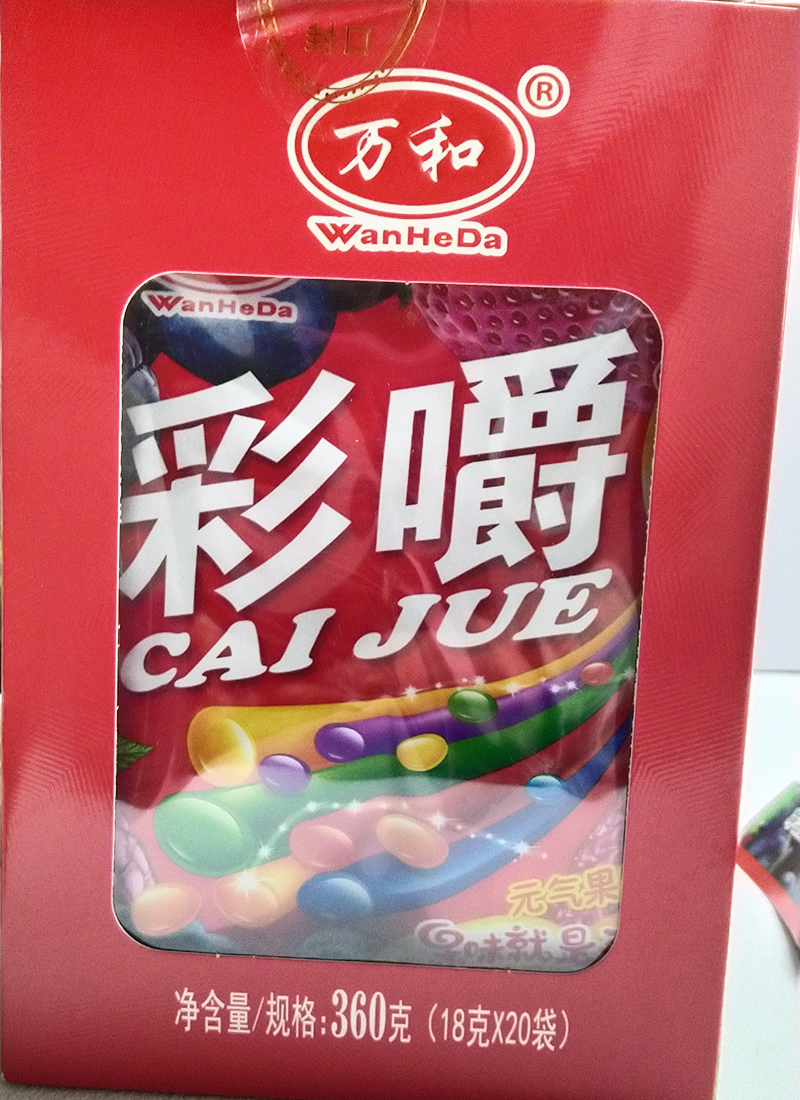 封口
®
万和
WanHeDa
WanHeDa
彩嚼
CAI JUE
元气果
味就是
净含量/规格:360克（18克X20袋）